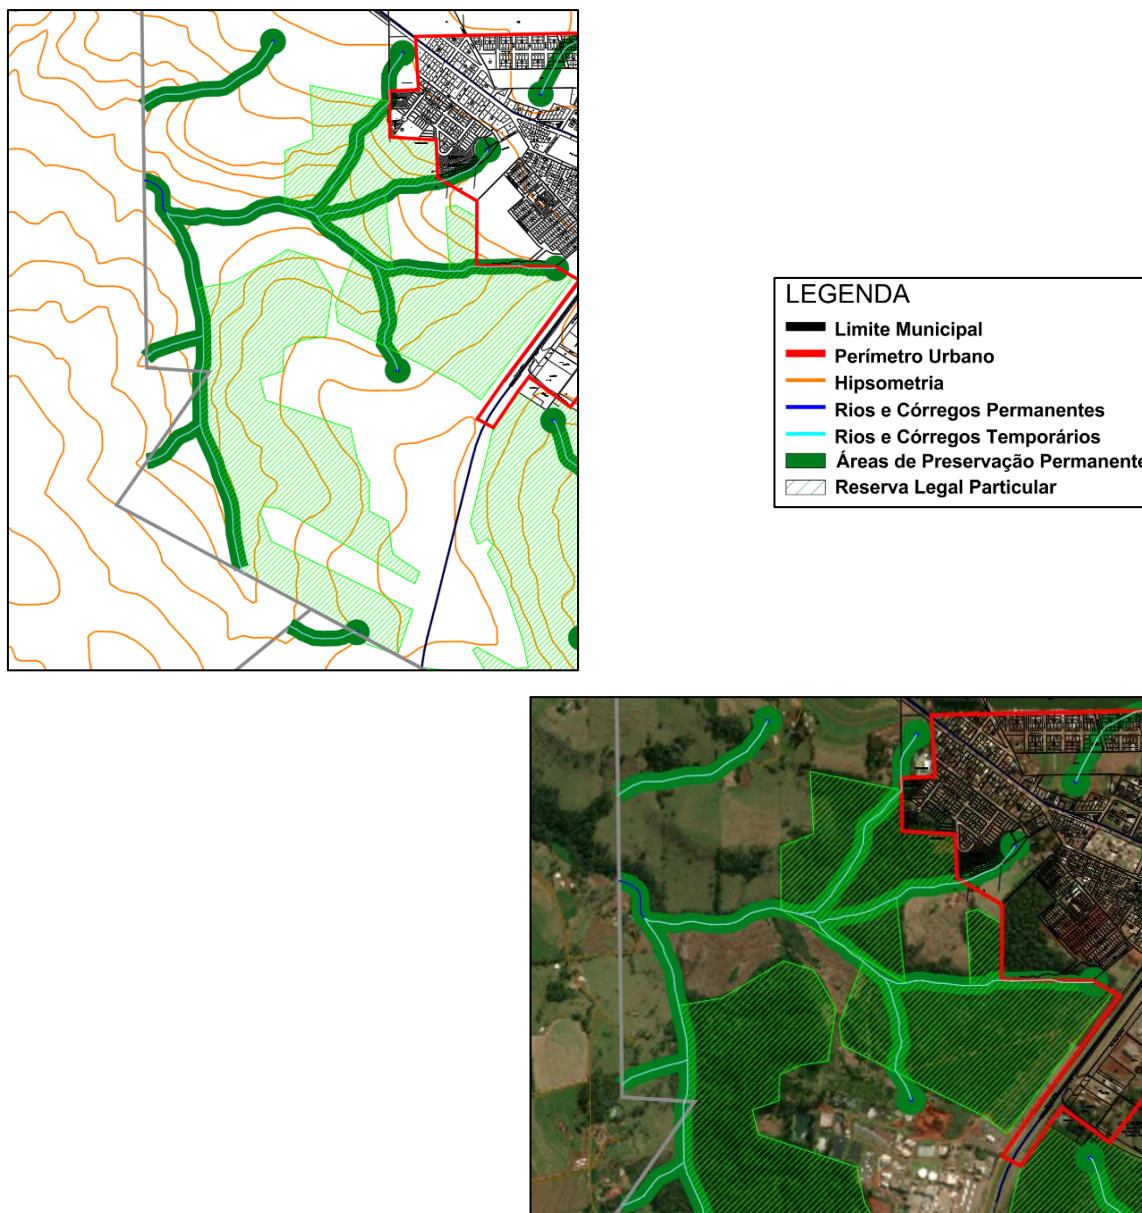 LEGENDA
Limite Municipal
Perímetro Urbano
Hipsometria
Rios e Córregos Permanentes
Rios e Córregos Temporários
Áreas de Preservação Permanente
Reserva Legal Particular